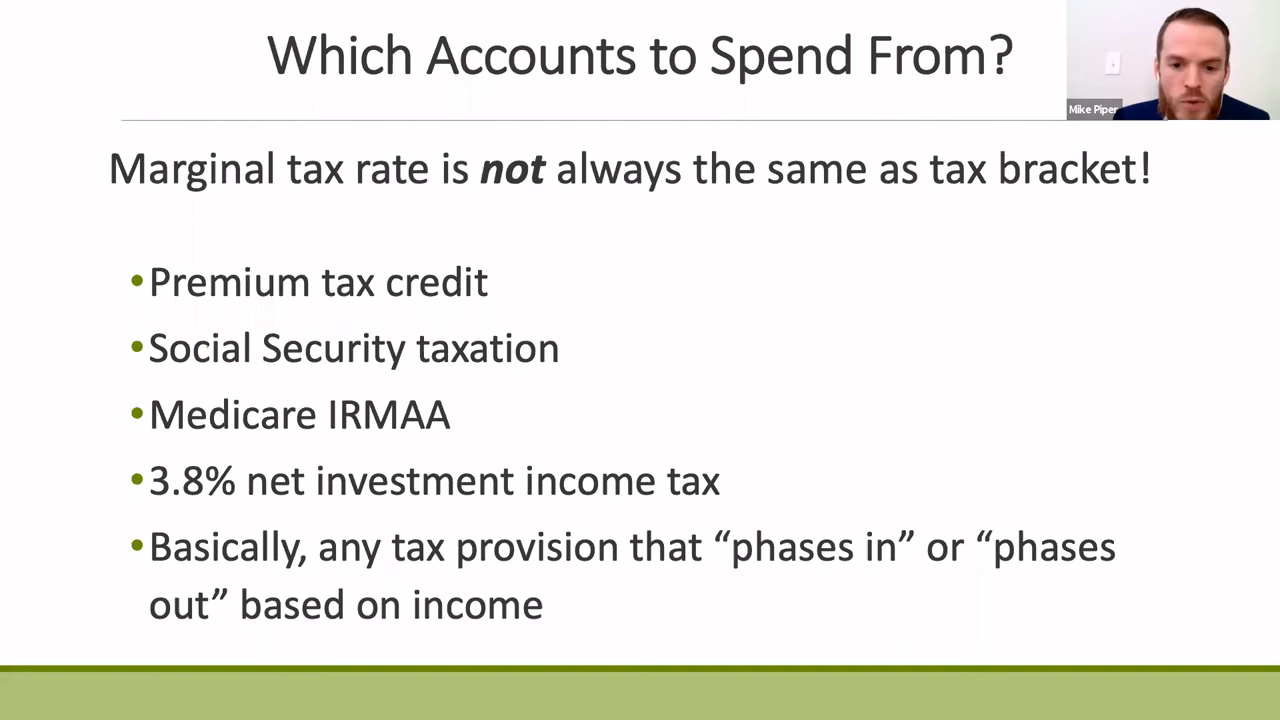 Which Accounts to Spend From?
Mike Piper
Marginal tax rate is not always the same as tax bracket!
•Premium tax credit
•Social Security taxation
•Medicare IRMAA
•3.8% net investment income tax
•Basically, any tax provision that “phases in” or “phases
out” based on income